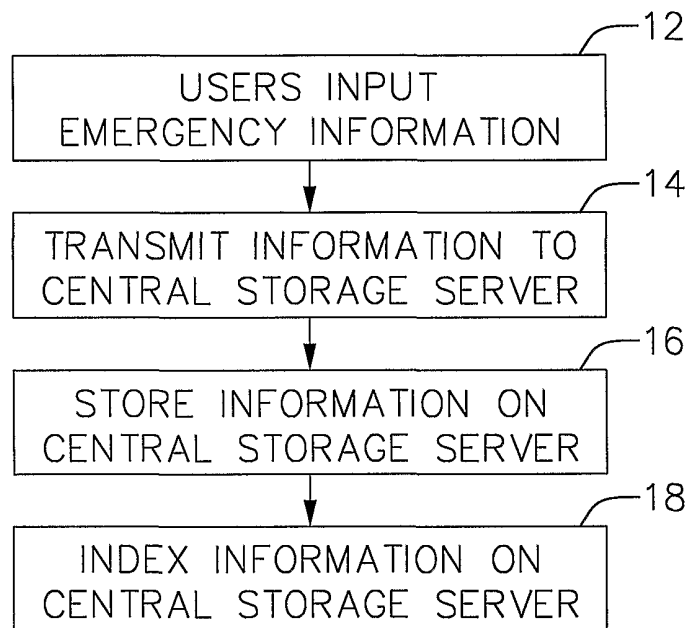 12
USERS INPUT
EMERGENCY INFORMATION
14
TRANSMIT INFORMATION TO
CENTRAL STORAGE SERVER
16
STORE INFORMATION ON
CENTRAL STORAGE SERVER
18
INDEX INFORMATION ON
CENTRAL STORAGE SERVER